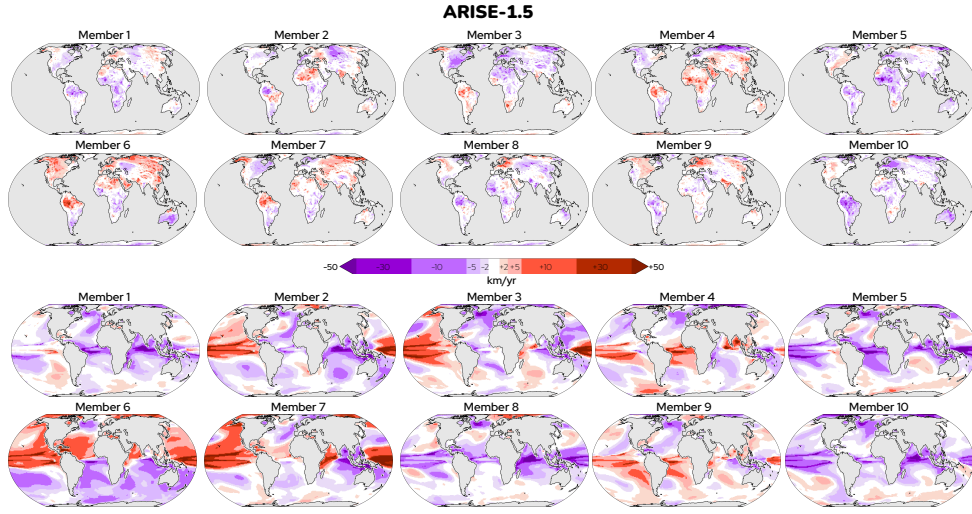 ARISE-1.5
Member 1 Member 2 Member 3 Member 4 Member 5
Member 6 Member 7 Member 8 Member 9 Member 10
-50 -30 -10 -5 -2 +2 +5 +10 +30 +50
km/yr
Member 1 Member 2 Member 3 Member 4 Member 5
Member 6 Member 7 Member 8 Member 9 Member 10